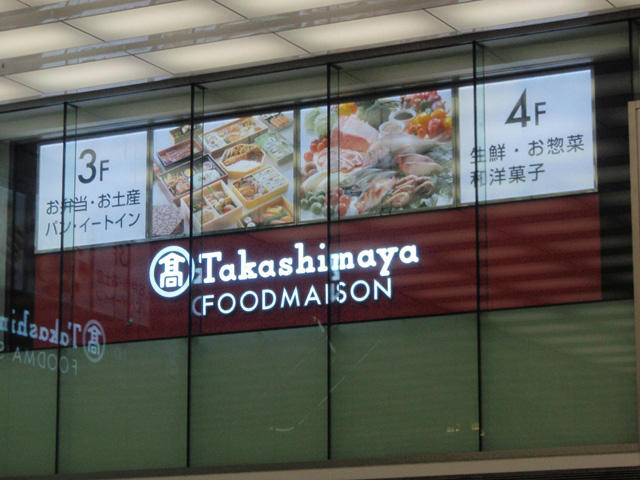 3F
お弁当・お土産
パン・イートイン
4F
生鮮・お惣菜
和洋菓子
髙 Takashimaya
FOODMAISON